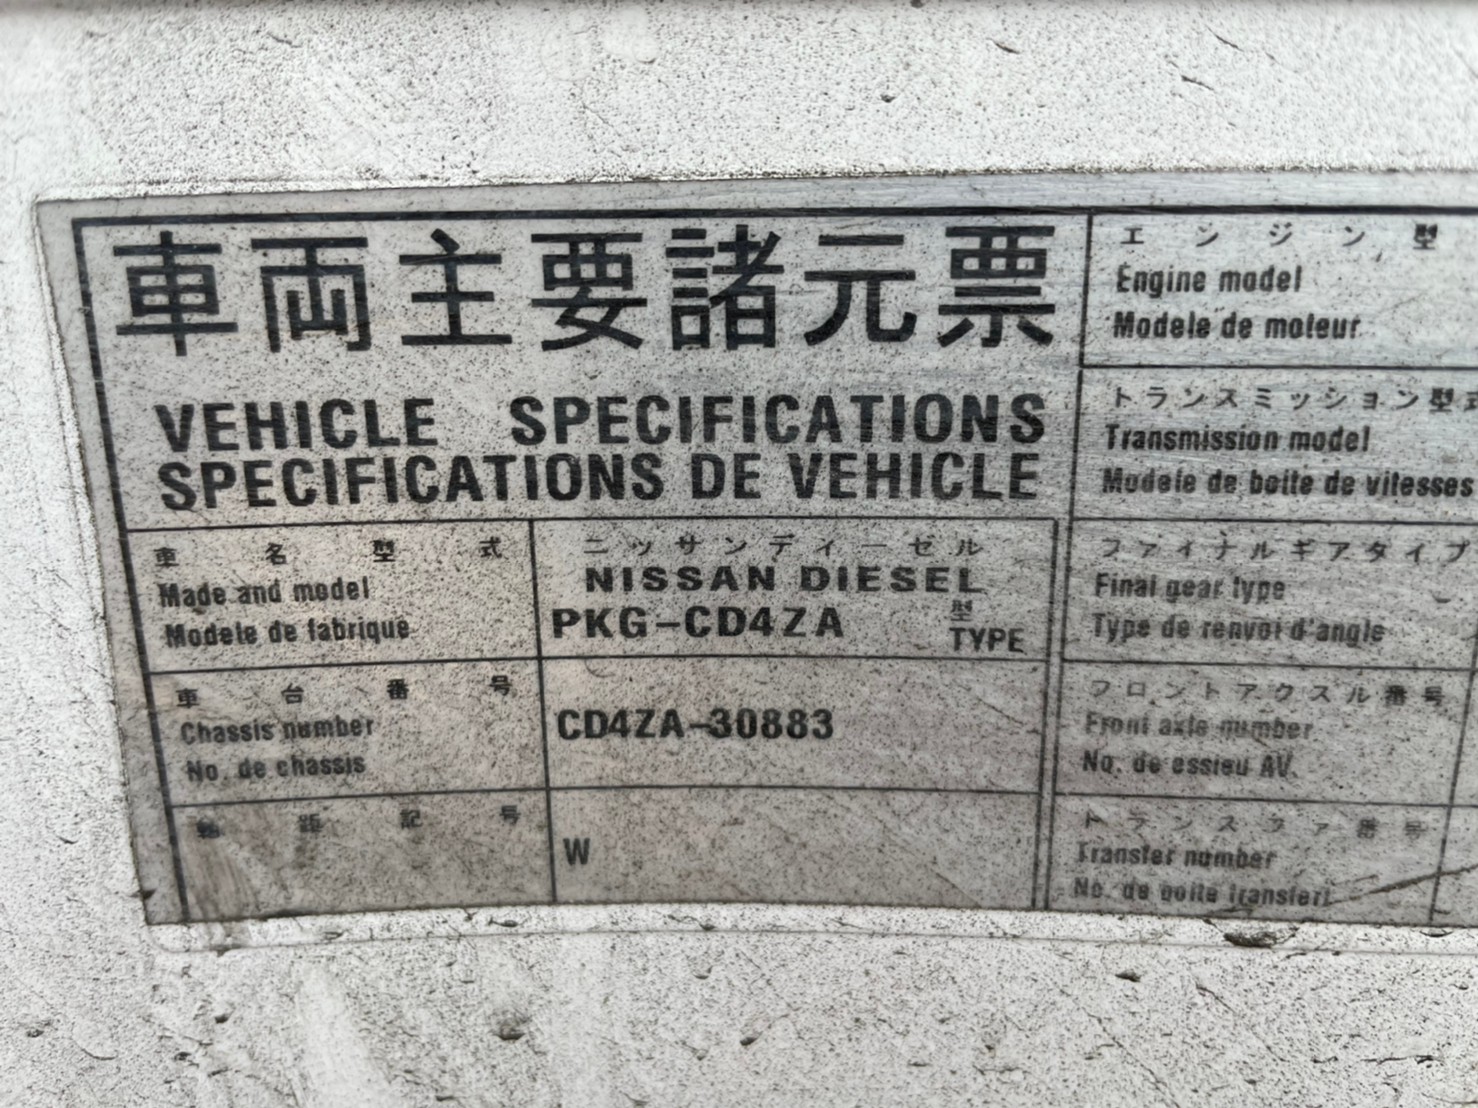 車両主要諸元票
VEHICLE SPECIFICATIONS
SPECIFICATIONS DE VEHICLE
車名型式
Made and model
Modele de fabrique
ニッサンディーゼル
NISSAN DIESEL
PKG-CD4ZA 型
TYPE
車台番号
Chassis number
No. de chassis
CD4ZA-30883
軸距記号
W
エンジン型
Engine model
Modele de moteur
トランスミッション型式
Transmission model
Modele de boite de vitesses
ファイナルギアタイプ
Final gear type
Type de renvoi d'angle
フロントアクスル番号
Front axle number
No. de essieu AV.
トランスファ番号
Transfer number
No. de boite transfert